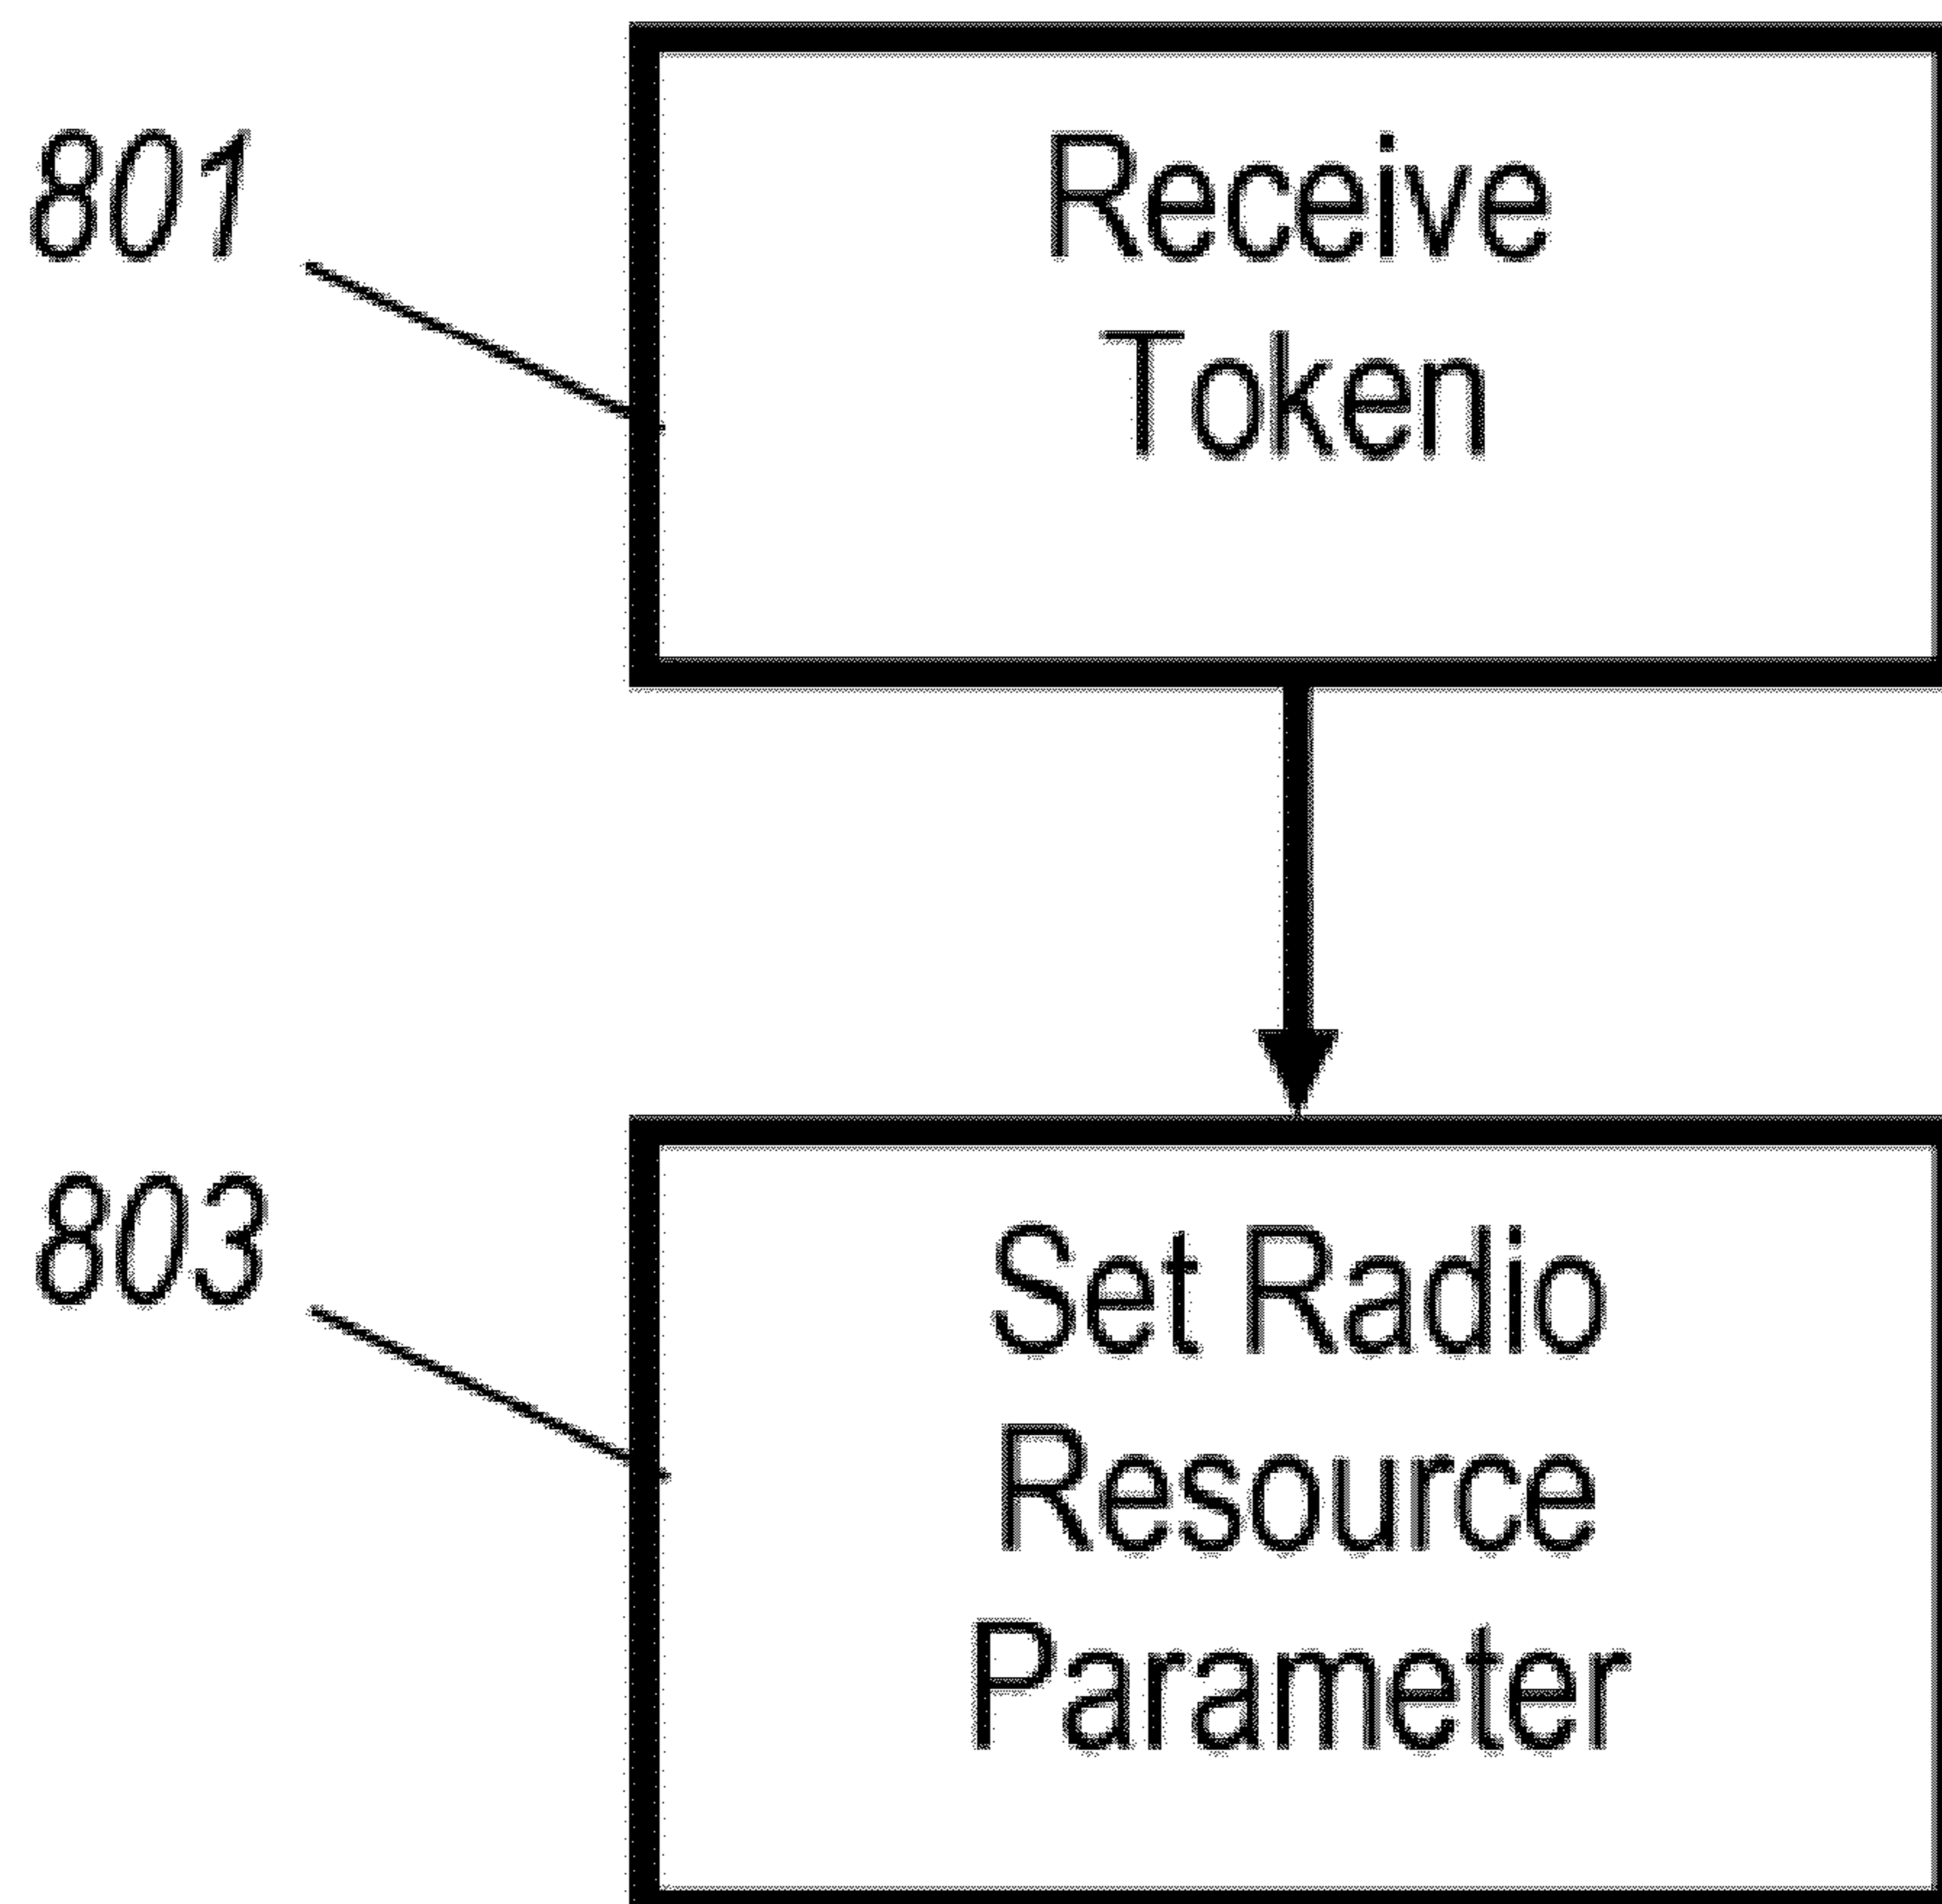 801
Receive
Token
803
Set Radio
Resource
Parameter